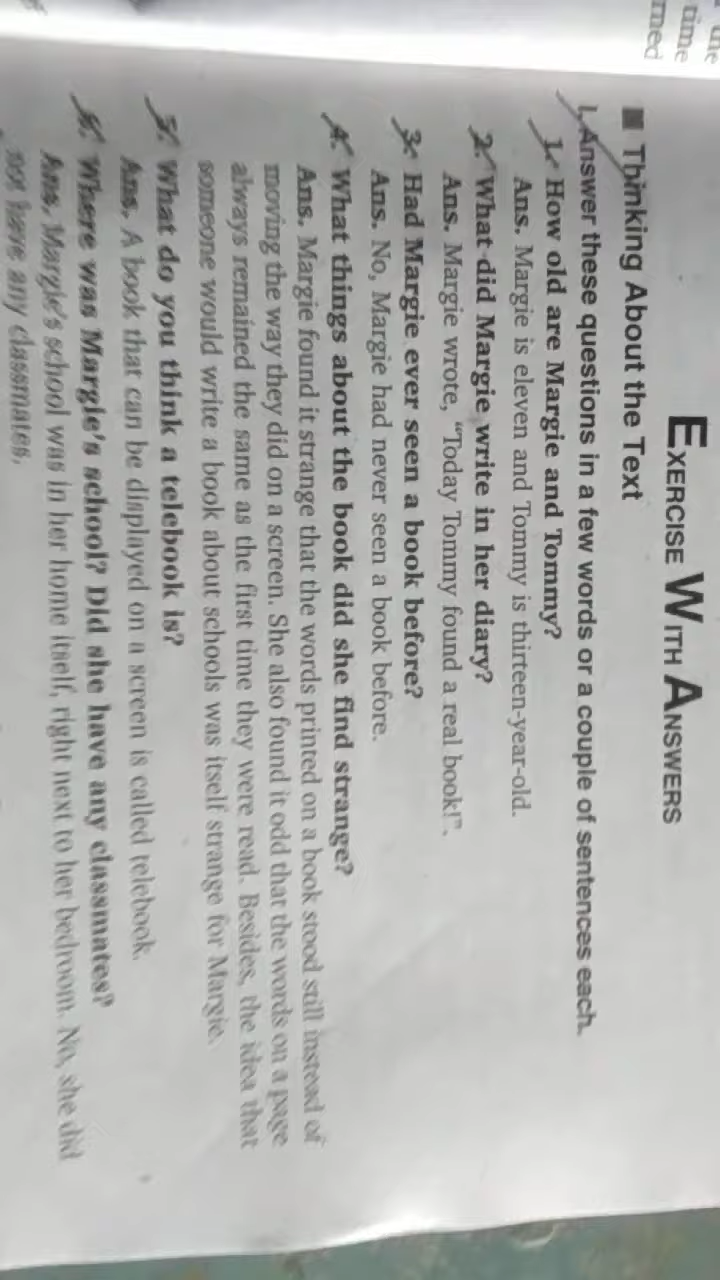 the
time
med
EXERCISE WITH ANSWERS
■ Thinking About the Text
I. Answer these questions in a few words or a couple of sentences each.
1. How old are Margie and Tommy?
Ans. Margie is eleven and Tommy is thirteen-year-old.
2. What did Margie write in her diary?
Ans. Margie wrote, “Today Tommy found a real book!”.
3. Had Margie ever seen a book before?
Ans. No, Margie had never seen a book before.
4. What things about the book did she find strange?
Ans. Margie found it strange that the words printed on a book stood still instead of
moving the way they did on a screen. She also found it odd that the words on a page
always remained the same as the first time they were read. Besides, the idea that
someone would write a book about schools was itself strange for Margie.
5. What do you think a telebook is?
Ans. A book that can be displayed on a screen is called telebook.
6. Where was Margie's school? Did she have any classmates?
Ans. Margie's school was in her home itself, right next to her bedroom. No, she did
not have any classmates.